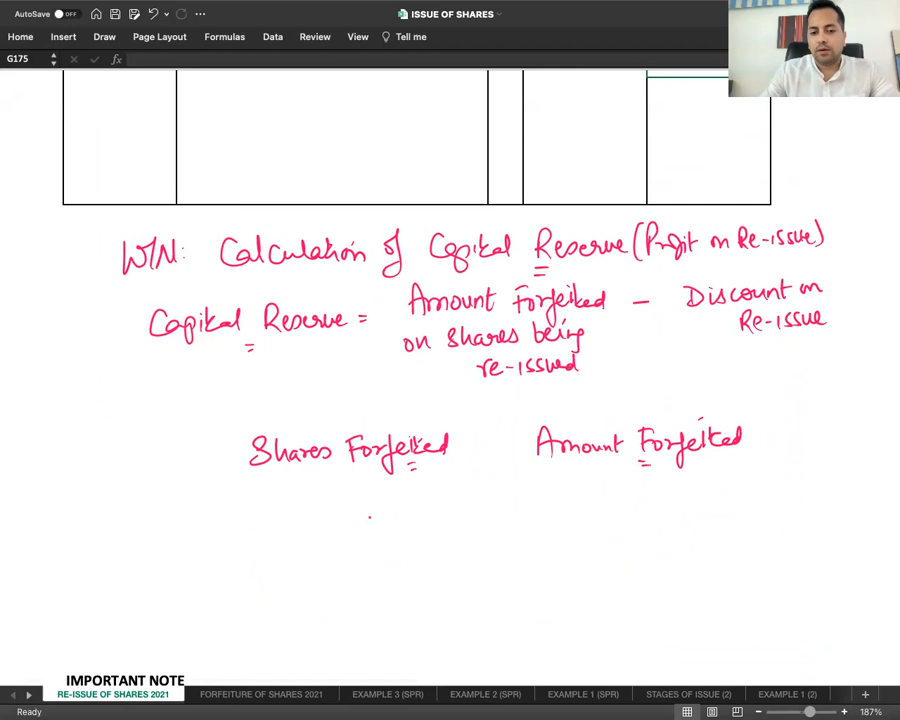 AutoSave OFF ISSUE OF SHARES
Home Insert Draw Page Layout Formulas Data Review View Tell me
G175 fx
W/N: Calculation of Capital Reserve (Profit on Re-issue)
Capital Reserve = Amount Forfeited - Discount on
on shares being Re-issue
re-issued
Shares Forfeited Amount Forfeited
IMPORTANT NOTE
RE-ISSUE OF SHARES 2021 FORFEITURE OF SHARES 2021 EXAMPLE 3 (SPR) EXAMPLE 2 (SPR) EXAMPLE 1 (SPR) STAGES OF ISSUE (2) EXAMPLE 1 (2) +
Ready - + 187%